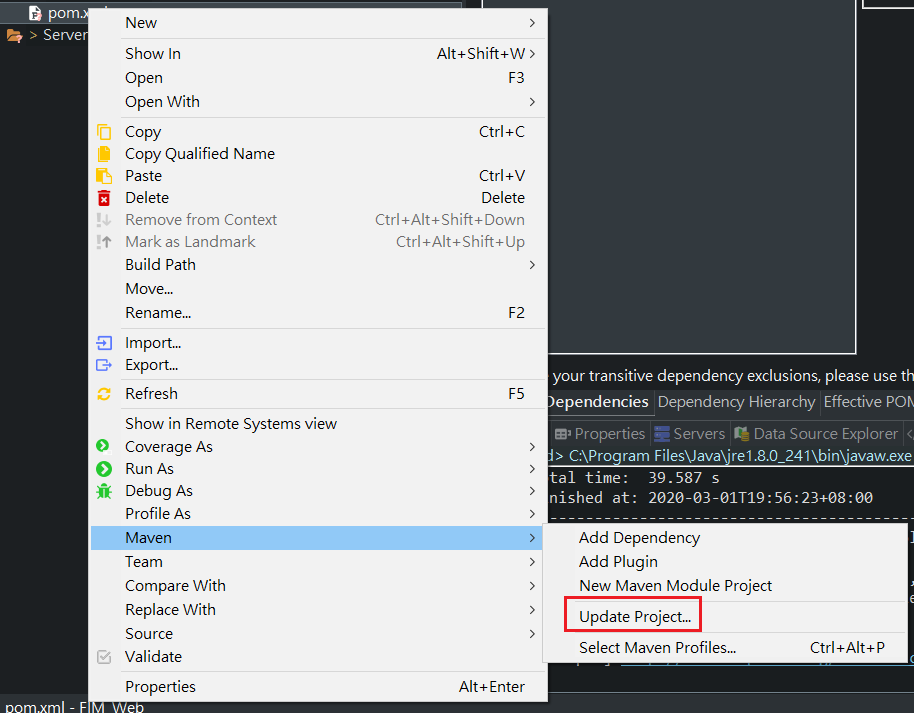 pom.x
New
> Server
Show In Alt+Shift+W
Open F3
Open With
Copy Ctrl+C
Copy Qualified Name
Paste Ctrl+V
Delete Delete
Remove from Context Ctrl+Alt+Shift+Down
Mark as Landmark Ctrl+Alt+Shift+Up
Build Path
Move...
Rename... F2
Import...
Export...
Refresh F5
Show in Remote Systems view
Coverage As
Run As
Debug As
Profile As
Maven
Team
Compare With
Replace With
Source
Validate
Properties Alt+Enter
your transitive dependency exclusions, please use th
Dependencies Dependency Hierarchy Effective POM
Properties Servers Data Source Explorer
d> C:\Program Files\Java\jre1.8.0_241\bin\javaw.exe
tal time: 39.587 s
nished at: 2020-03-01T19:56:23+08:00
Add Dependency
Add Plugin
New Maven Module Project
Update Project...
Select Maven Profiles... Ctrl+Alt+P
pom.xml - FJM_Web